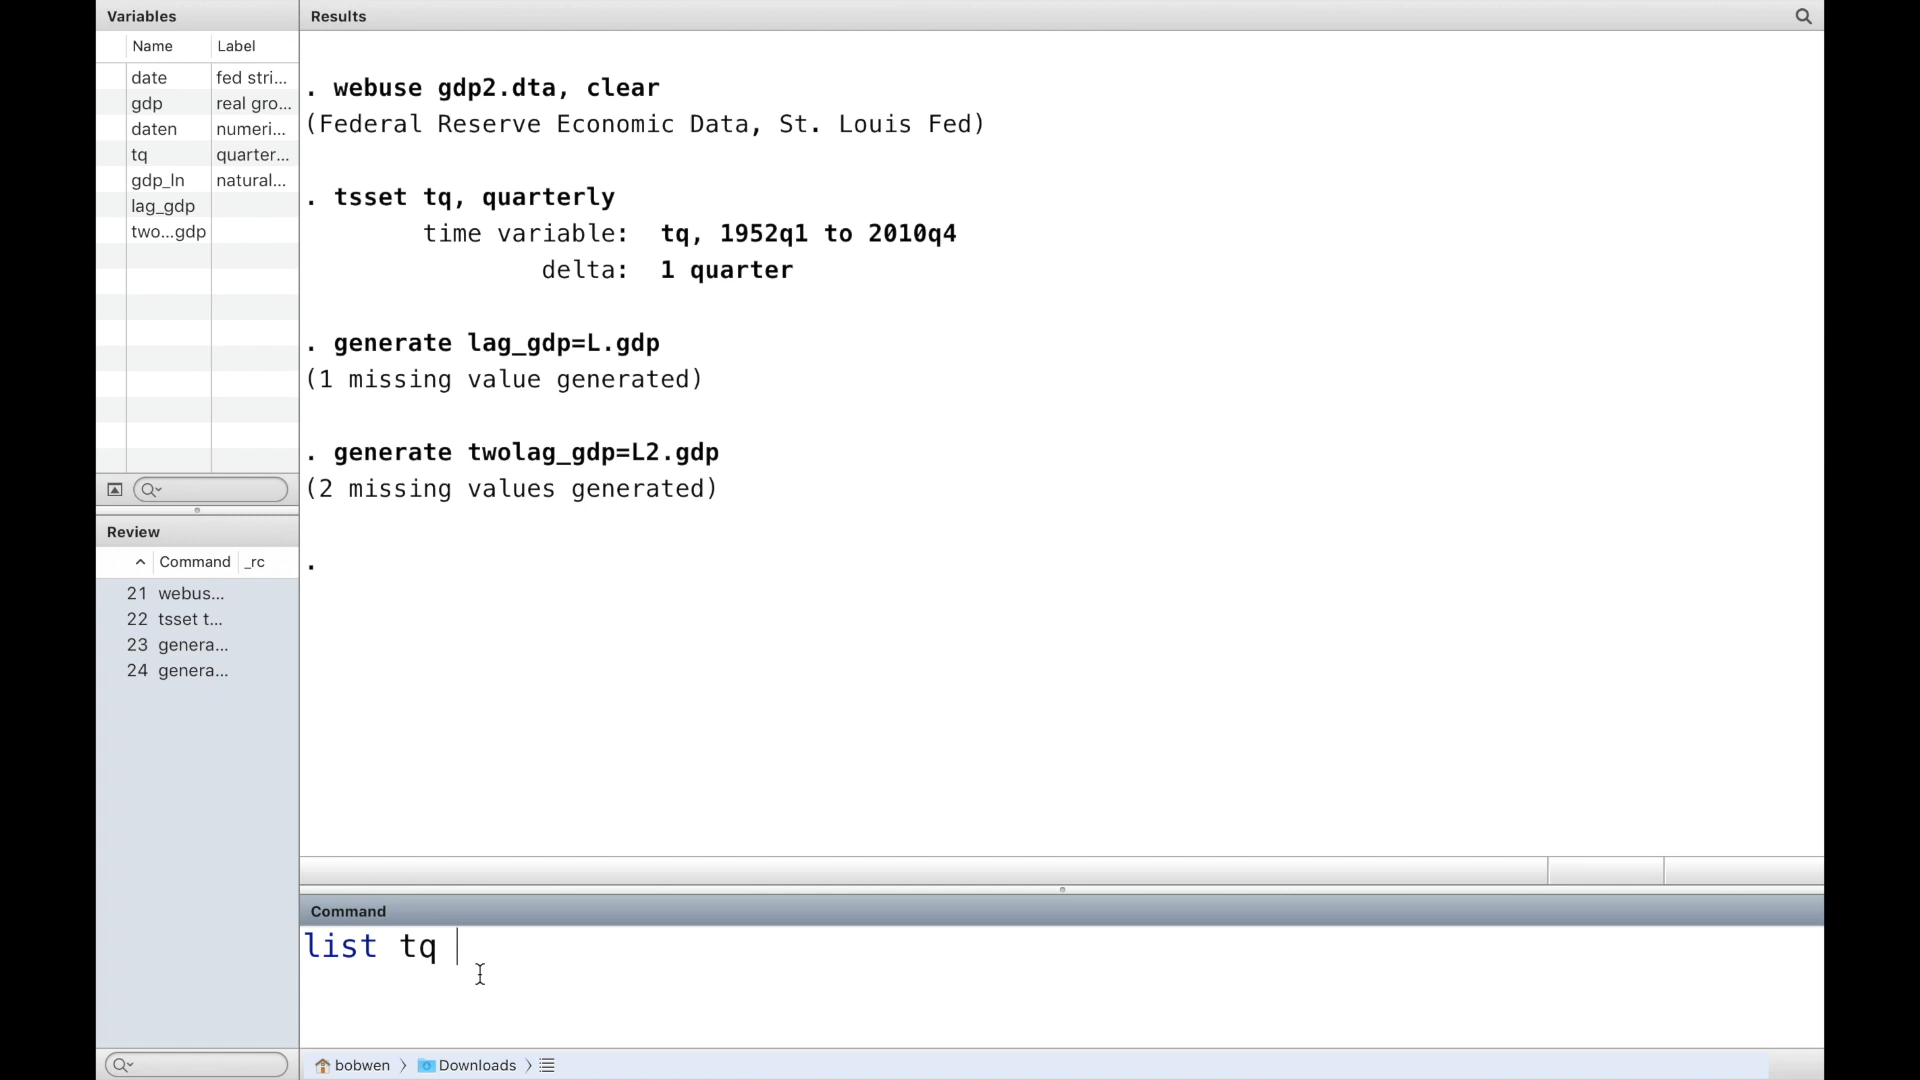 Variables
Name Label
date fed stri...
gdp real gro...
daten numeri...
tq quarter...
gdp_ln natural...
lag_gdp
two...gdp
Review
Command _rc
21 webus...
22 tsset t...
23 genera...
24 genera...
Results
. webuse gdp2.dta, clear
(Federal Reserve Economic Data, St. Louis Fed)
. tsset tq, quarterly
time variable: tq, 1952q1 to 2010q4
delta: 1 quarter
. generate lag_gdp=L.gdp
(1 missing value generated)
. generate twolag_gdp=L2.gdp
(2 missing values generated)
.
Command
list tq
bobwen > Downloads >